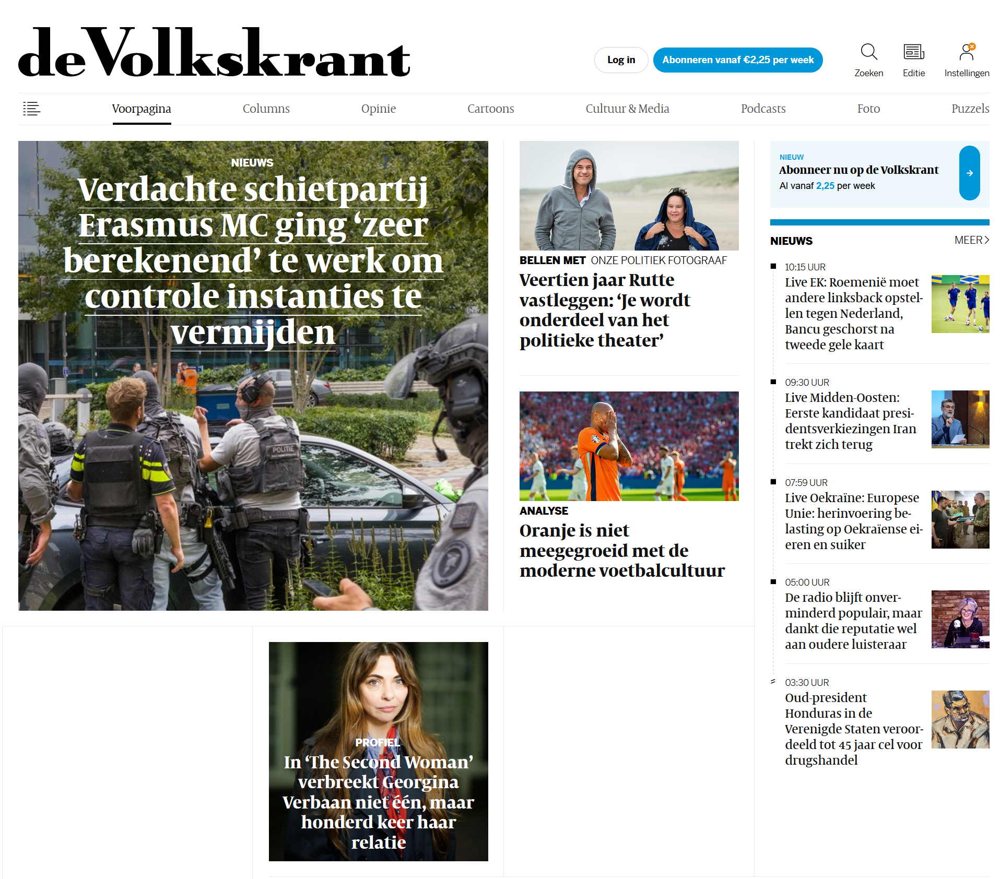 de Volkskrant
Log in
Abonneren vanaf €2,25 per week
Zoeken
Editie
Instellingen
Voorpagina
Columns
Opinie
Cartoons
Cultuur & Media
Podcasts
Foto
Puzzels
NIEUWS
Verdachte schietpartij
Erasmus MC ging ‘zeer
berekenend’ te werk om
controle instanties te
vermijden
POLITIE
BELLEN MET ONZE POLITIEK FOTOGRAAF
Veertien jaar Rutte
vastleggen: ‘Je wordt
onderdeel van het
politieke theater’
ANALYSE
Oranje is niet
meegegroeid met de
moderne voetbalcultuur
PROFIEL
In ‘The Second Woman’
verbreekt Georgina
Verbaan niet één, maar
honderd keer haar
relatie
NIEUW
Abonneer nu op de Volkskrant
Al vanaf 2,25 per week
NIEUWS
MEER
10:15 UUR
Live EK: Roemenië moet
andere linksback opstel-
len tegen Nederland,
Bancu geschorst na
tweede gele kaart
09:30 UUR
Live Midden-Oosten:
Eerste kandidaat presi-
dentsverkiezingen Iran
trekt zich terug
07:59 UUR
Live Oekraïne: Europese
Unie: herinvoering be-
lasting op Oekraïense ei-
eren en suiker
05:00 UUR
De radio blijft onver-
minderd populair, maar
dankt die reputatie wel
aan oudere luisteraar
03:30 UUR
Oud-president
Honduras in de
Verenigde Staten veroor-
deeld tot 45 jaar cel voor
drugshandel